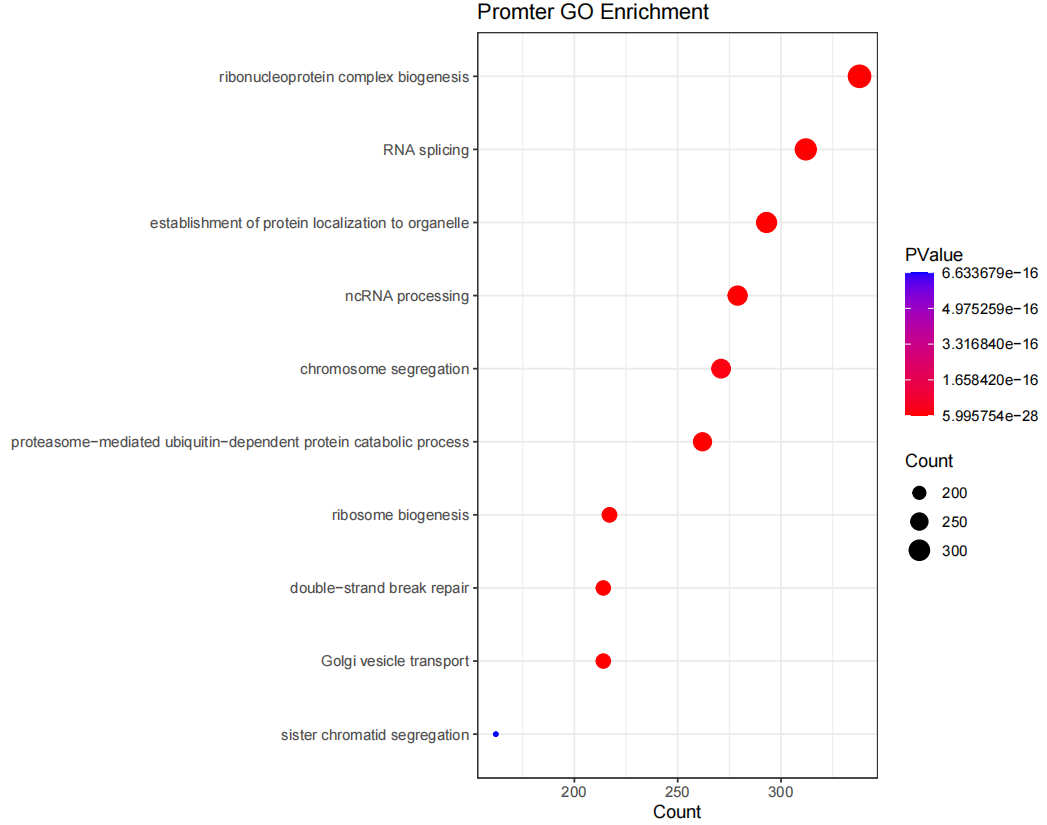 Promter GO Enrichment
ribonucleoprotein complex biogenesis
RNA splicing
establishment of protein localization to organelle
ncRNA processing
chromosome segregation
proteasome−mediated ubiquitin−dependent protein catabolic process
ribosome biogenesis
double−strand break repair
Golgi vesicle transport
sister chromatid segregation
200 250 300
Count
PValue
6.633679e−16
4.975259e−16
3.316840e−16
1.658420e−16
5.995754e−28
Count
200
250
300